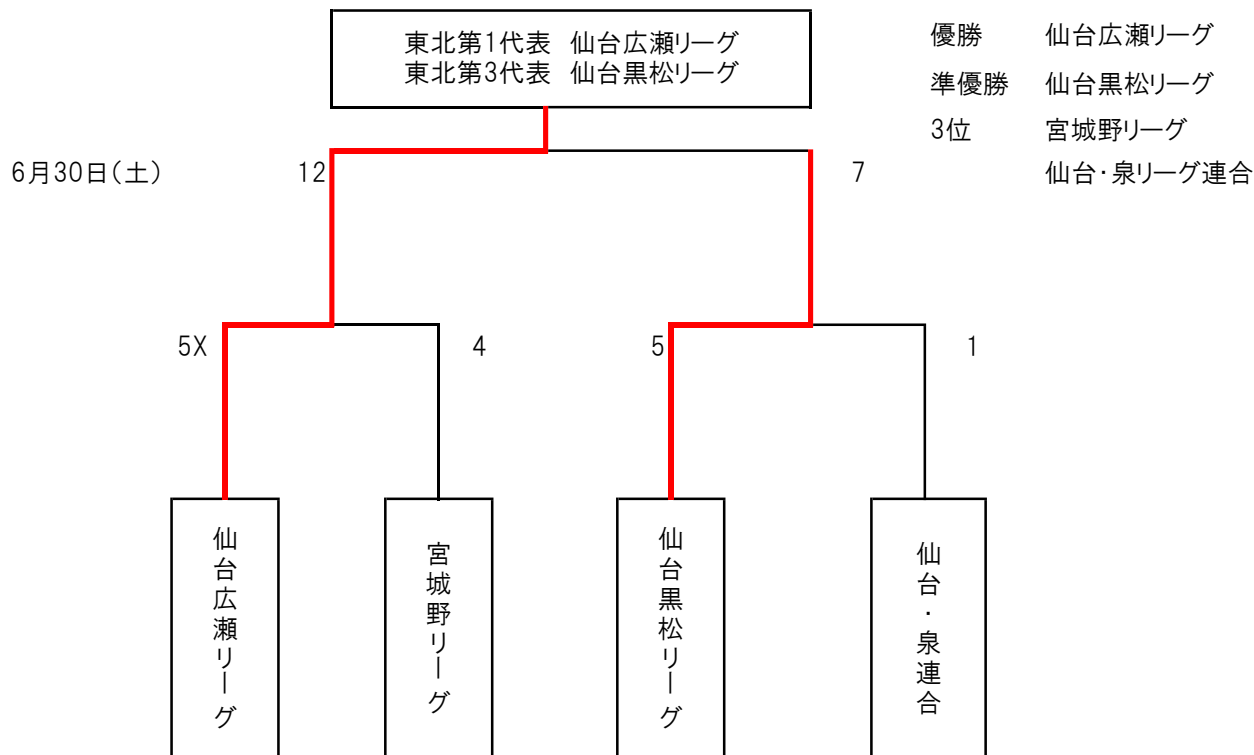 東北第1代表 仙台広瀬リーグ
東北第3代表 仙台黒松リーグ
優勝 仙台広瀬リーグ
準優勝 仙台黒松リーグ
3位 宮城野リーグ
仙台・泉リーグ連合
6月30日(土)
12
7
5X
4
5
1
仙台広瀬リーグ
宮城野リーグ
仙台黒松リーグ
仙台・泉連合